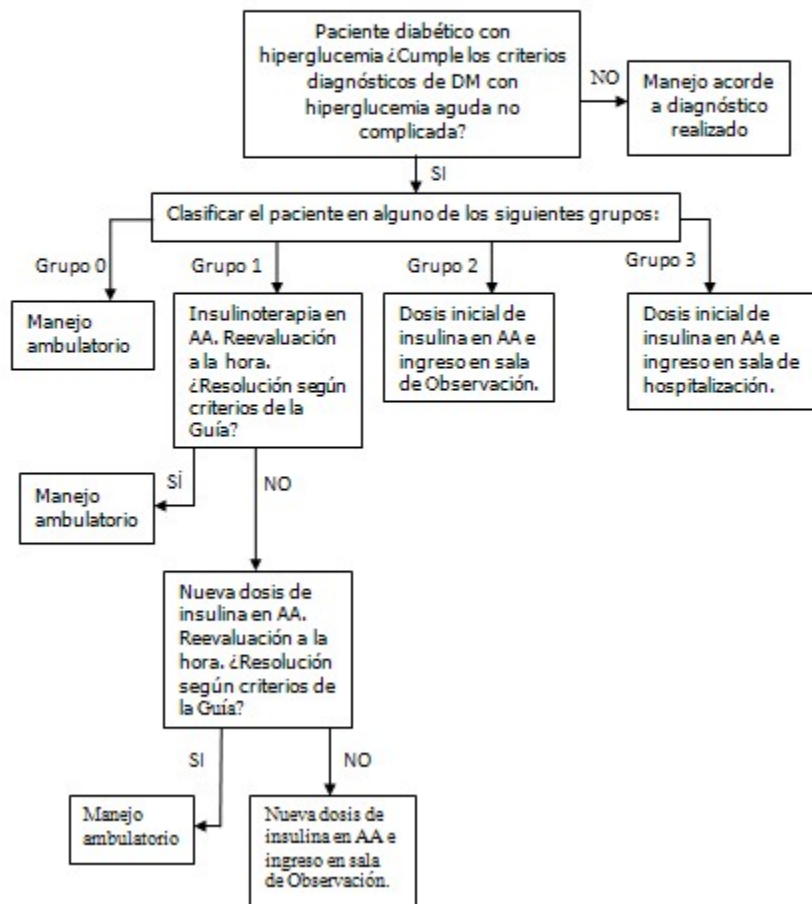 Paciente diabético con
hiperglucemia ¿Cumple los criterios
diagnósticos de DM con
hiperglucemia aguda no
complicada?
NO
Manejo acorde
a diagnóstico
realizado
SI
Clasificar el paciente en alguno de los siguientes grupos:
Grupo 0
Grupo 1
Grupo 2
Grupo 3
Manejo
ambulatorio
Insulinoterapia en
AA. Reevaluación
a la hora.
¿Resolución según
criterios de la
Guía?
Dosis inicial de
insulina en AA e
ingreso en sala
de Observación.
Dosis inicial de
insulina en AA e
ingreso en sala de
hospitalización.
SÍ
NO
Manejo
ambulatorio
Nueva dosis de
insulina en AA.
Reevaluación a la
hora. ¿Resolución
según criterios de
la Guía?
SI
NO
Manejo
ambulatorio
Nueva dosis de
insulina en AA e
ingreso en sala
de Observación.